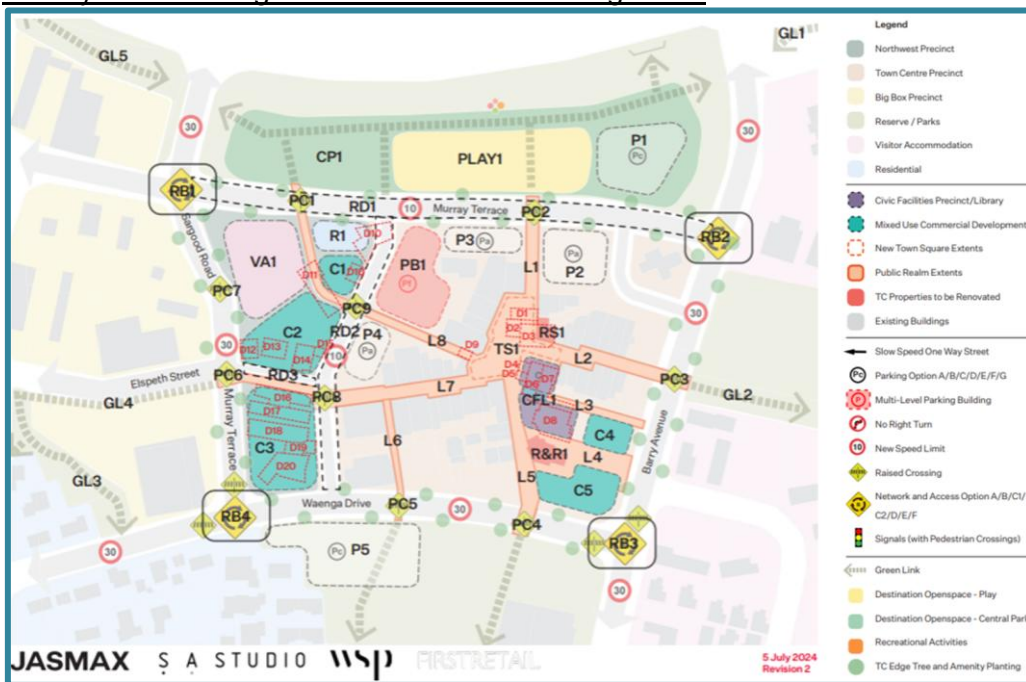 GL5
GL1
30
30
P1
Pc
CP1
PLAY1
RB1
PC1
RD1
10
Murray Terrace
PC2
RB2
Sargood Road
R1
D10
P3
Pa
Pa
P2
VA1
C1
D11
PB1
L1
PC7
PC9
D1
D2
D3
RS1
C2
RD2
P4
L8
D9
TS1
30
30
D12
D13
D14
10
Pa
D4
D5
L2
Elspeth Street
PC6
RD3
L7
D6
D7
PC3
GL4
D16
PC8
CFL1
L3
GL2
D17
D8
Murray Terrace
D18
L6
C4
C3
D19
R&R1
L4
Barry Avenue
D20
L5
GL3
C5
Waenga Drive
PC5
30
PC4
RB4
30
RB3
Pc
P5
30
JASMAX
S A STUDIO
wsp
FIRSTRETAIL
5 July 2024
Revision 2
Legend
Northwest Precinct
Town Centre Precinct
Big Box Precinct
Reserve / Parks
Visitor Accommodation
Residential
Civic Facilities Precinct/Library
Mixed Use Commercial Development
New Town Square Extents
Public Realm Extents
TC Properties to be Renovated
Existing Buildings
Slow Speed One Way Street
Pc Parking Option A/B/C/D/E/F/G
P Multi-Level Parking Building
No Right Turn
10 New Speed Limit
Raised Crossing
Network and Access Option A/B/C1/
C2/D/E/F
Signals (with Pedestrian Crossings)
Green Link
Destination Openspace - Play
Destination Openspace - Central Park
Recreational Activities
TC Edge Tree and Amenity Planting